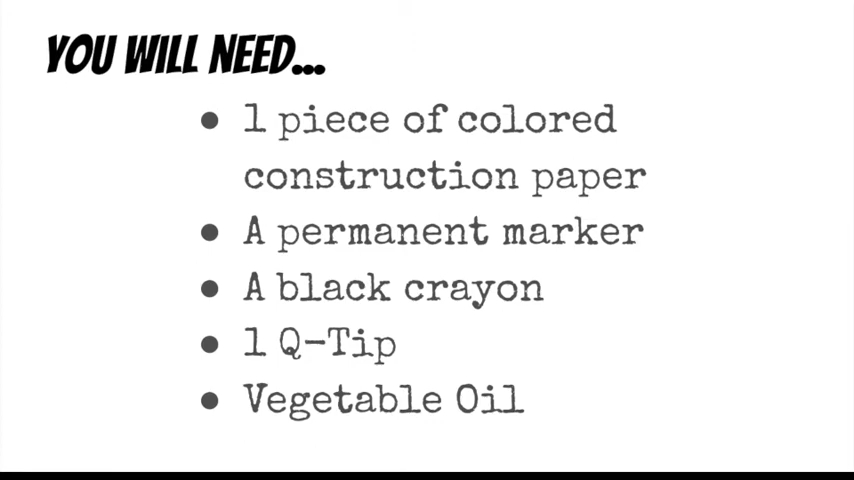 YOU WILL NEED...
● 1 piece of colored
construction paper
● A permanent marker
● A black crayon
● 1 Q-Tip
● Vegetable Oil